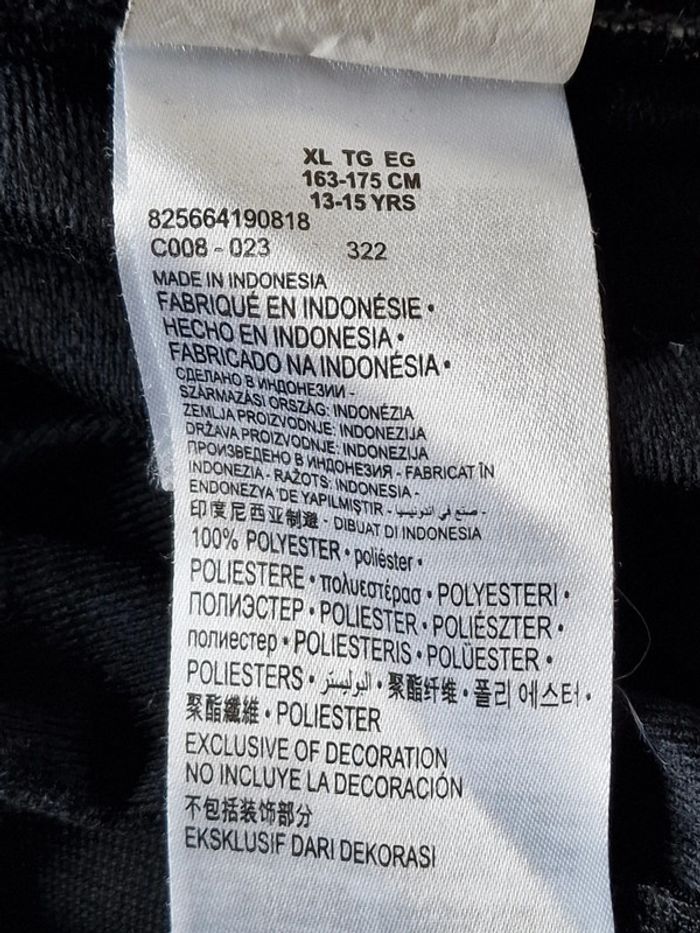 XL TG EG
163-175 CM
13-15 YRS
825664190818
C008 - 023 322
MADE IN INDONESIA
FABRIQUÉ EN INDONÉSIE •
HECHO EN INDONESIA •
FABRICADO NA INDONÉSIA •
СДЕЛАНО В ИНДОНЕЗИИ -
SZÁRMAZÁSI ORSZÁG: INDONÉZIA
ZEMLJA PROIZVODNJE: INDONEZIJA
DRŽAVA PROIZVODNJE: INDONEZIJA
ПРОИЗВЕДЕНО В ИНДОНЕЗИЯ - FABRICAT ÎN
INDONEZIA - RAŽOTS: INDONESIA -
ENDONEZYA 'DE YAPILMIŞTIR - صنع في اندونيسيا -
印度尼西亚制造 - DIBUAT DI INDONESIA
100% POLYESTER • poliéster •
POLIESTERE • πολυεστέρας • POLYESTERI •
ПОЛИЭСТЕР • POLIESTER • POLIÉSZTER •
полиестер • POLIESTERIS • POLÜESTER •
POLIESTERS • البوليستر • 聚酯纤维 • 폴리 에스터 •
聚酯纖維 • POLIESTER
EXCLUSIVE OF DECORATION
NO INCLUYE LA DECORACIÓN
不包括装饰部分
EKSKLUSIF DARI DEKORASI